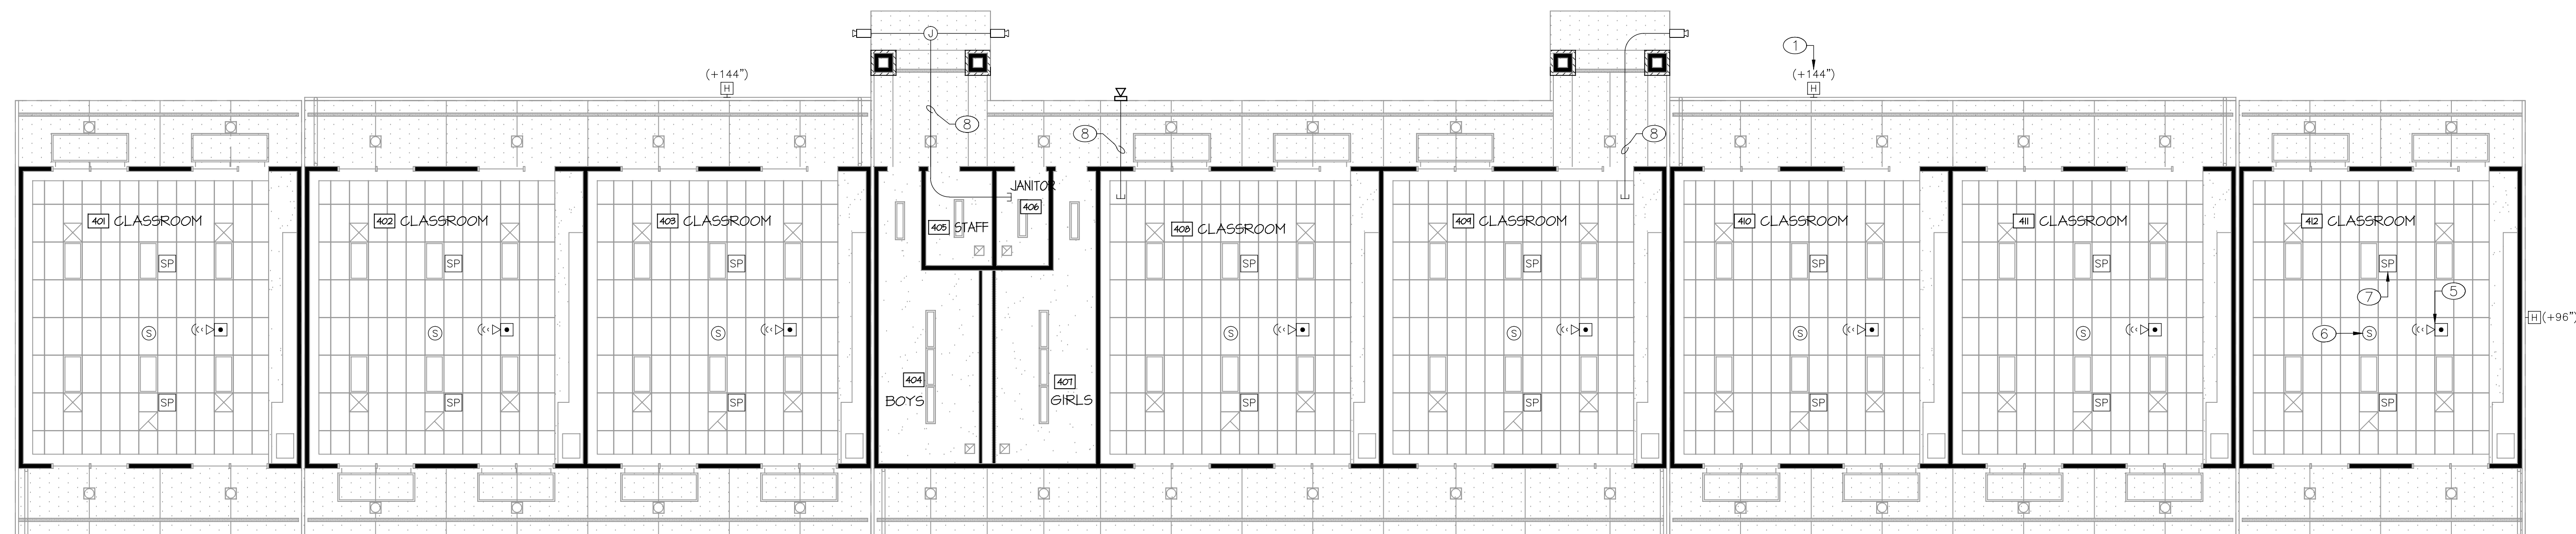 J
1
(+144")
H
(+144")
H
8
8
8
JANITOR
406
401 CLASSROOM
402 CLASSROOM
403 CLASSROOM
405 STAFF
408 CLASSROOM
409 CLASSROOM
410 CLASSROOM
411 CLASSROOM
412 CLASSROOM
SP
SP
SP
SP
SP
SP
SP
SP
7
5
H (+96")
S
S
S
S
S
S
S
6
S
404
BOYS
407
GIRLS
SP
SP
SP
SP
SP
SP
SP
SP